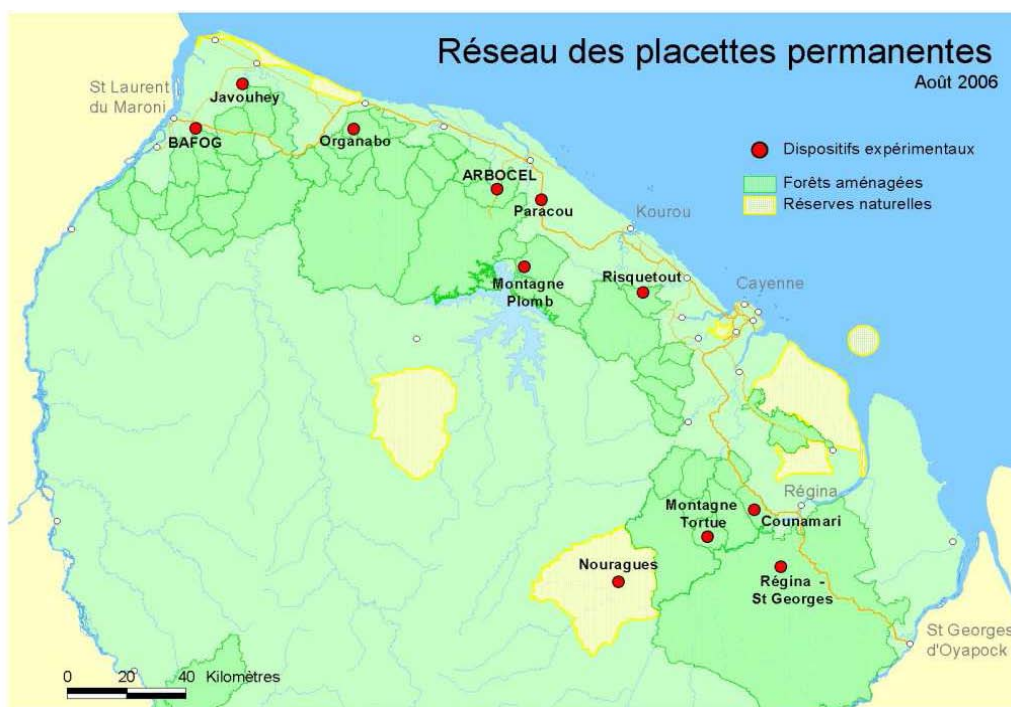 Réseau des placettes permanentes
Août 2006
St Laurent
du Maroni
Javouhey
BAFOG
Organabo
Dispositifs expérimentaux
ARBOCEL
Forêts aménagées
Paracou
Réserves naturelles
Kourou
Montagne
Plomb
Risquetout
Cayenne
Montagne
Tortue
Régina
Counamari
Nouragues
Régina -
St Georges
St Georges
d'Oyapock
0 20 40 Kilomètres